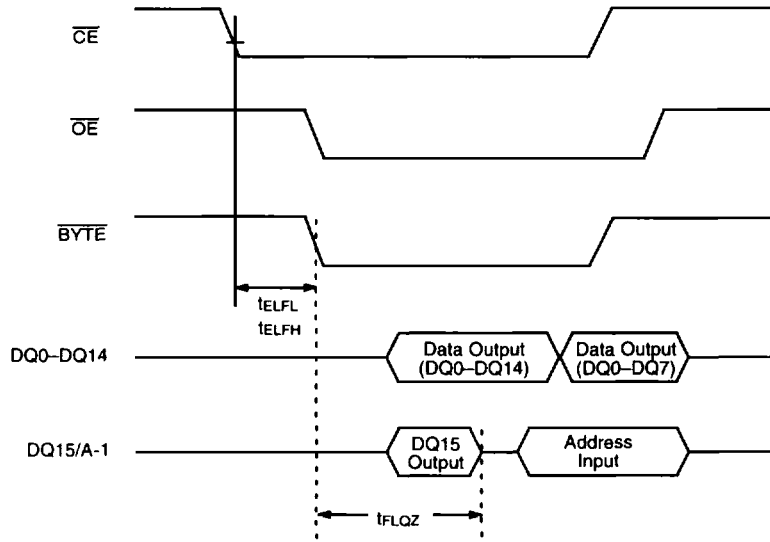 CE
OE
BYTE
tELFL
tELFH
DQ0–DQ14
Data Output
(DQ0–DQ14)
Data Output
(DQ0–DQ7)
DQ15/A-1
DQ15
Output
Address
Input
tFLQZ